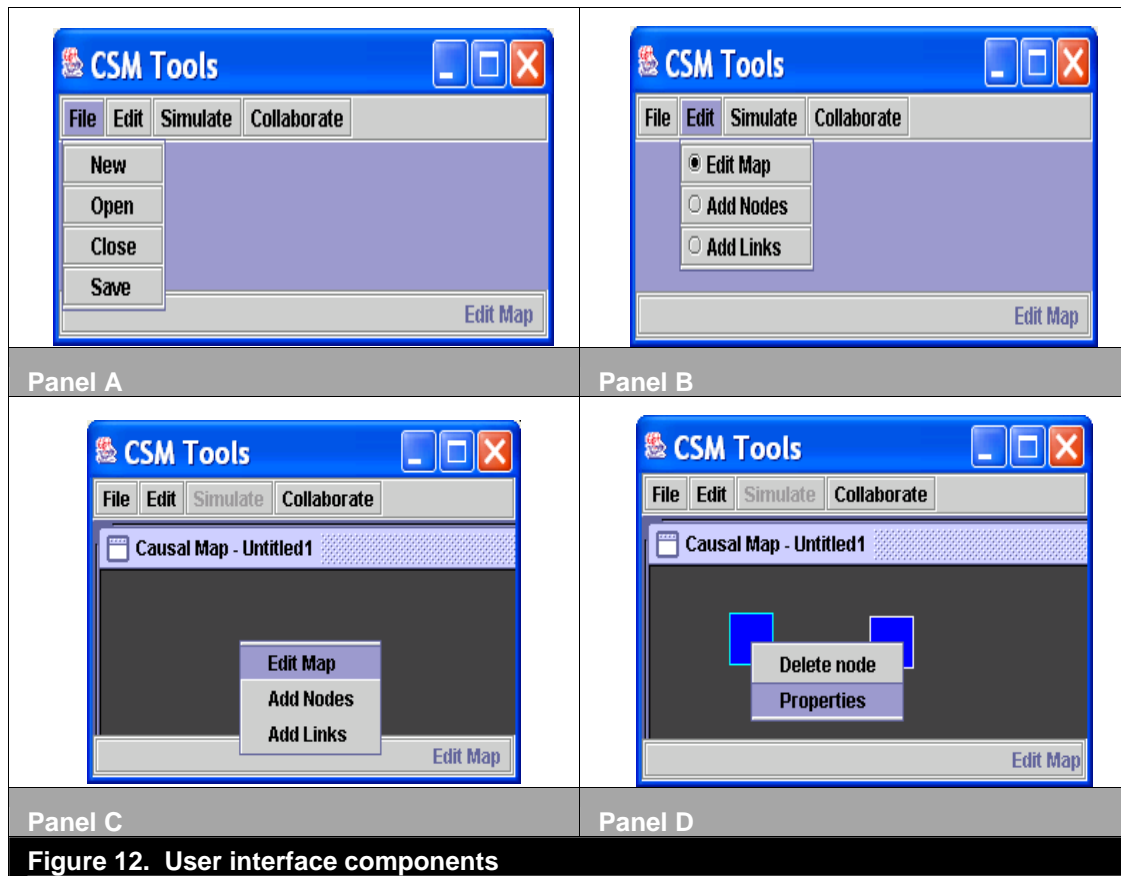 CSM Tools
File Edit Simulate Collaborate
New
Open
Close
Save
Edit Map
Panel A
CSM Tools
File Edit Simulate Collaborate
Edit Map
Add Nodes
Add Links
Edit Map
Panel B
CSM Tools
File Edit Simulate Collaborate
Causal Map - Untitled1
Edit Map
Add Nodes
Add Links
Edit Map
Panel C
CSM Tools
File Edit Simulate Collaborate
Causal Map - Untitled1
Delete node
Properties
Edit Map
Panel D
Figure 12. User interface components